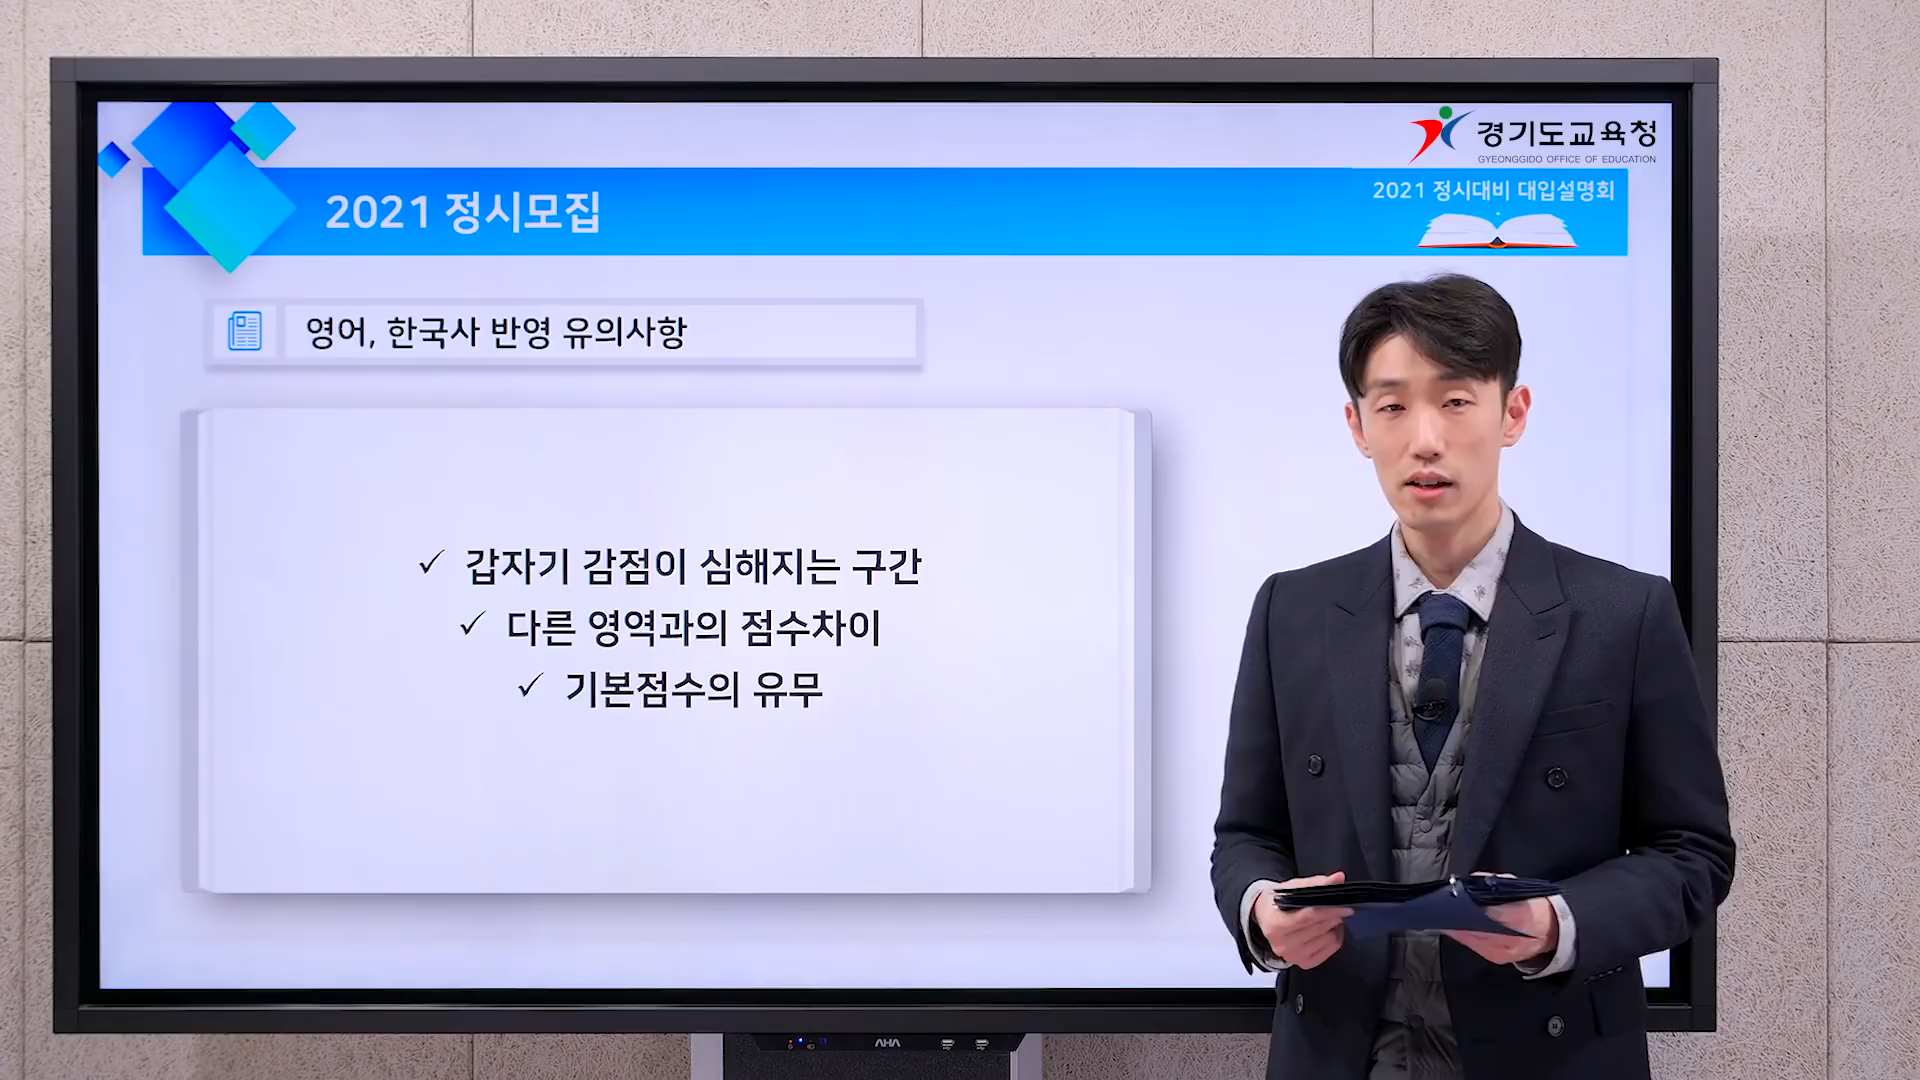 경기도교육청
GYEONGGIDO OFFICE OF EDUCATION
2021 정시대비 대입설명회
2021 정시모집
영어, 한국사 반영 유의사항
✓ 갑자기 감점이 심해지는 구간
✓ 다른 영역과의 점수차이
✓ 기본점수의 유무
AHA